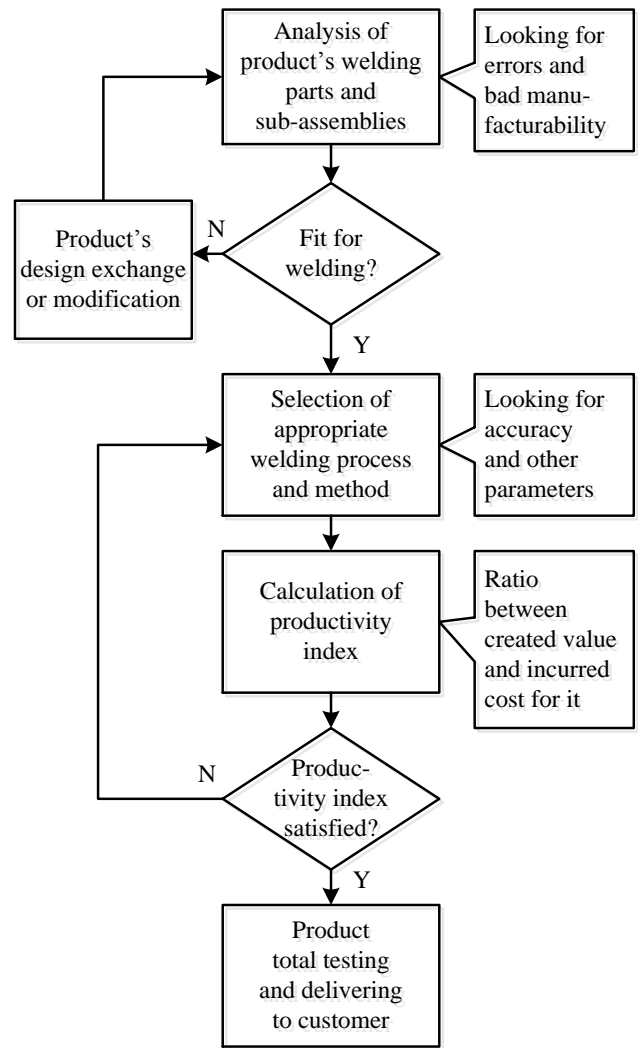 Analysis of
product's welding
parts and
sub-assemblies
Looking for
errors and
bad manu-
facturability
N
Product's
design exchange
or modification
Fit for
welding?
Y
Selection of
appropriate
welding process
and method
Looking for
accuracy
and other
parameters
Calculation of
productivity
index
Ratio
between
created value
and incurred
cost for it
N
Produc-
tivity index
satisfied?
Y
Product
total testing
and delivering
to customer